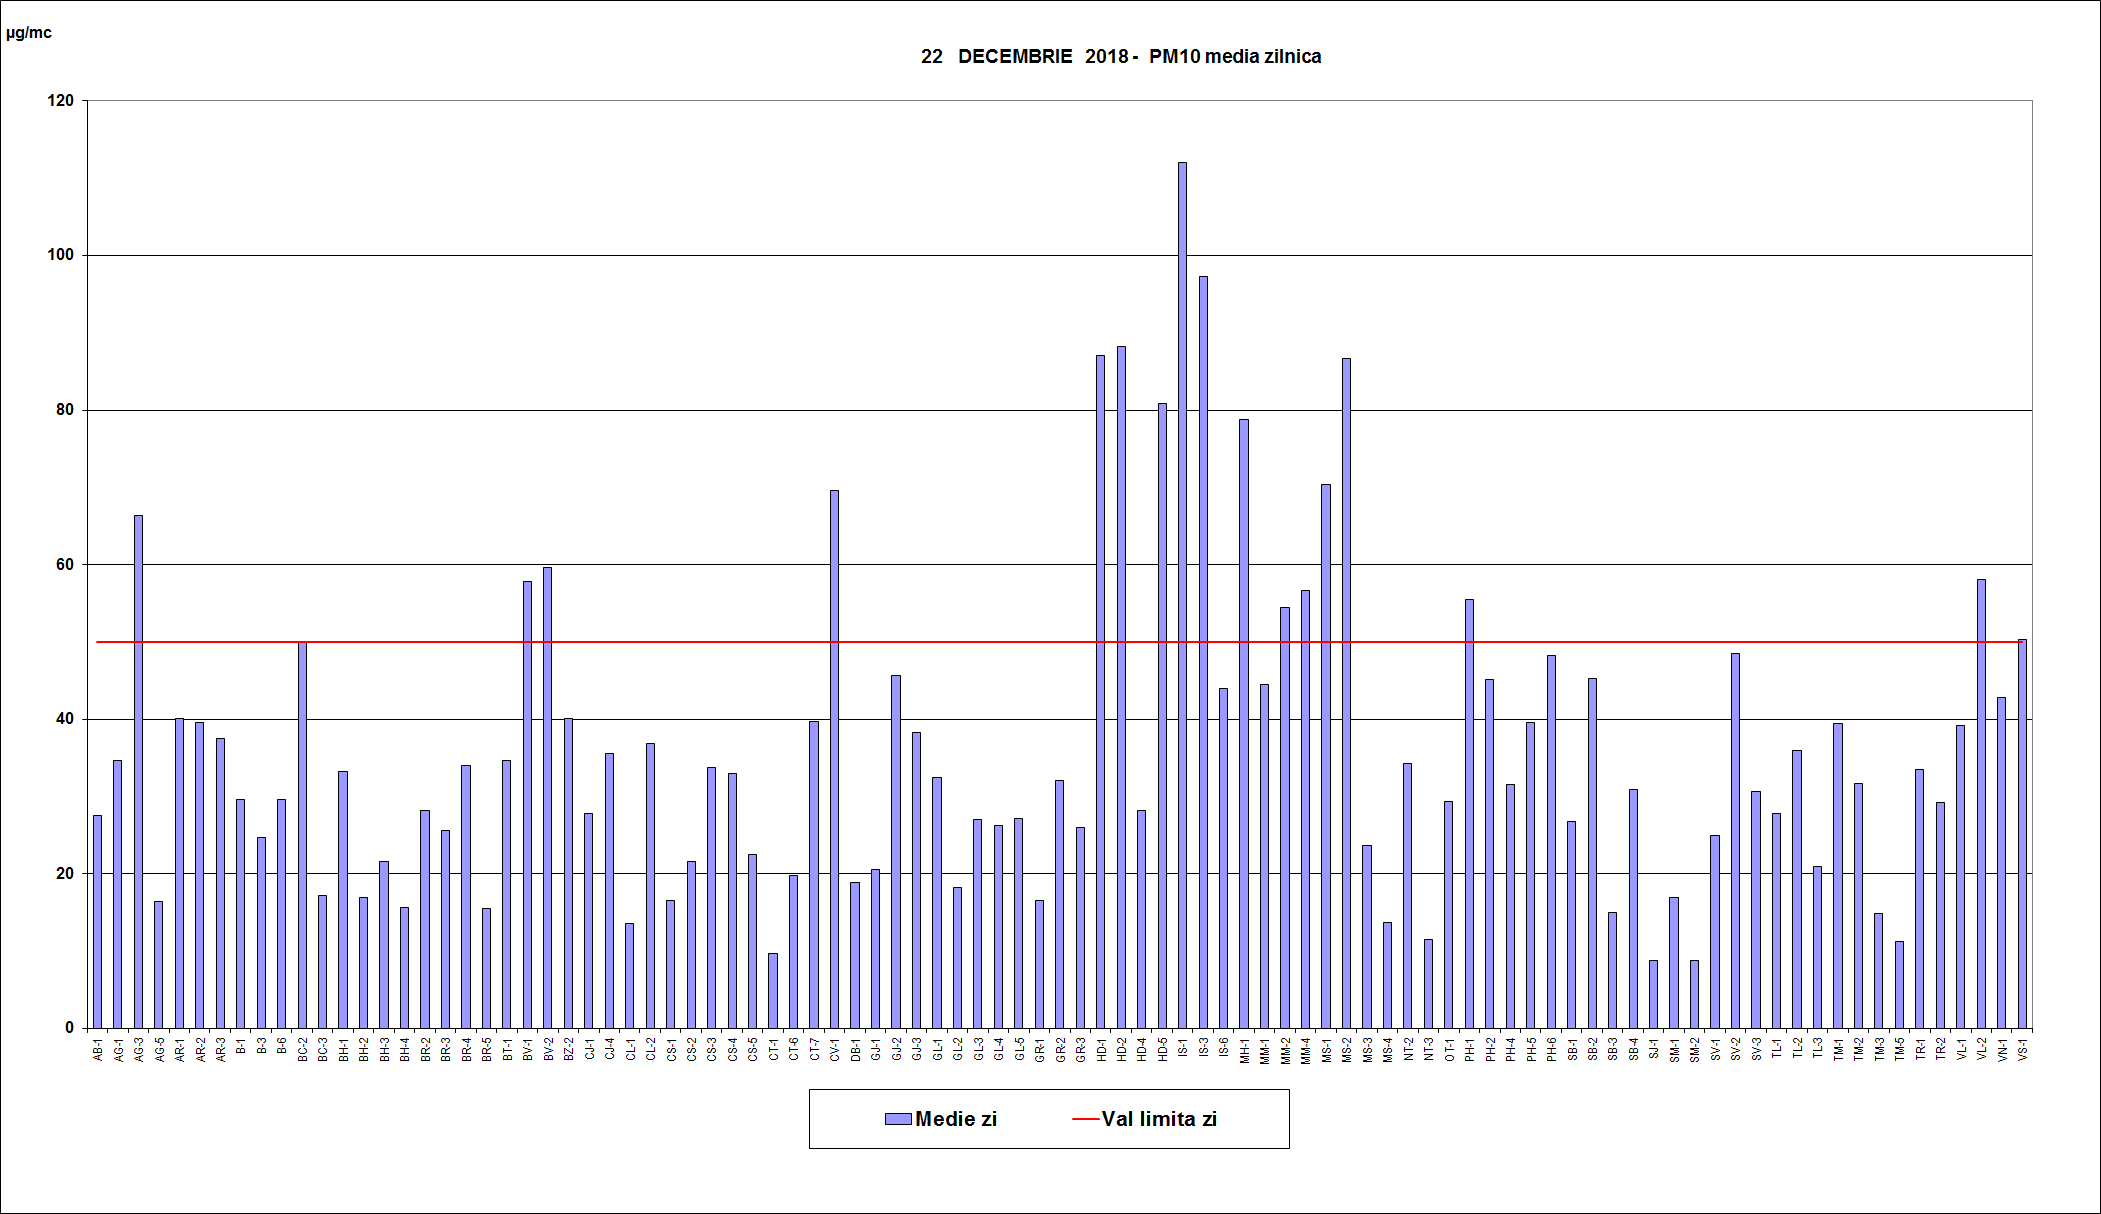 µg/mc
22 DECEMBRIE 2018 - PM10 media zilnica
120
100
80
60
40
20
0
AB-1 AG-1 AG-3 AG-5 AR-1 AR-2 AR-3 B-1 B-3 B-6 BC-2 BC-3 BH-1 BH-2 BH-3 BH-4 BR-2 BR-3 BR-4 BR-5 BT-1 BV-1 BV-2 BZ-2 CJ-1 CJ-4 CL-1 CL-2 CS-1 CS-2 CS-3 CS-4 CS-5 CT-1 CT-6 CT-7 CV-1 DB-1 GJ-1 GJ-2 GJ-3 GL-1 GL-2 GL-3 GL-4 GL-5 GR-1 GR-2 GR-3 HD-1 HD-2 HD-4 HD-5 IS-1 IS-3 IS-6 MH-1 MM-1 MM-2 MM-4 MS-1 MS-2 MS-3 MS-4 NT-2 NT-3 OT-1 PH-1 PH-2 PH-4 PH-5 PH-6 SB-1 SB-2 SB-3 SB-4 SJ-1 SM-1 SM-2 SV-1 SV-2 SV-3 TL-1 TL-2 TL-3 TM-1 TM-2 TM-3 TM-5 TR-1 TR-2 VL-1 VL-2 VN-1 VS-1
Medie zi Val limita zi